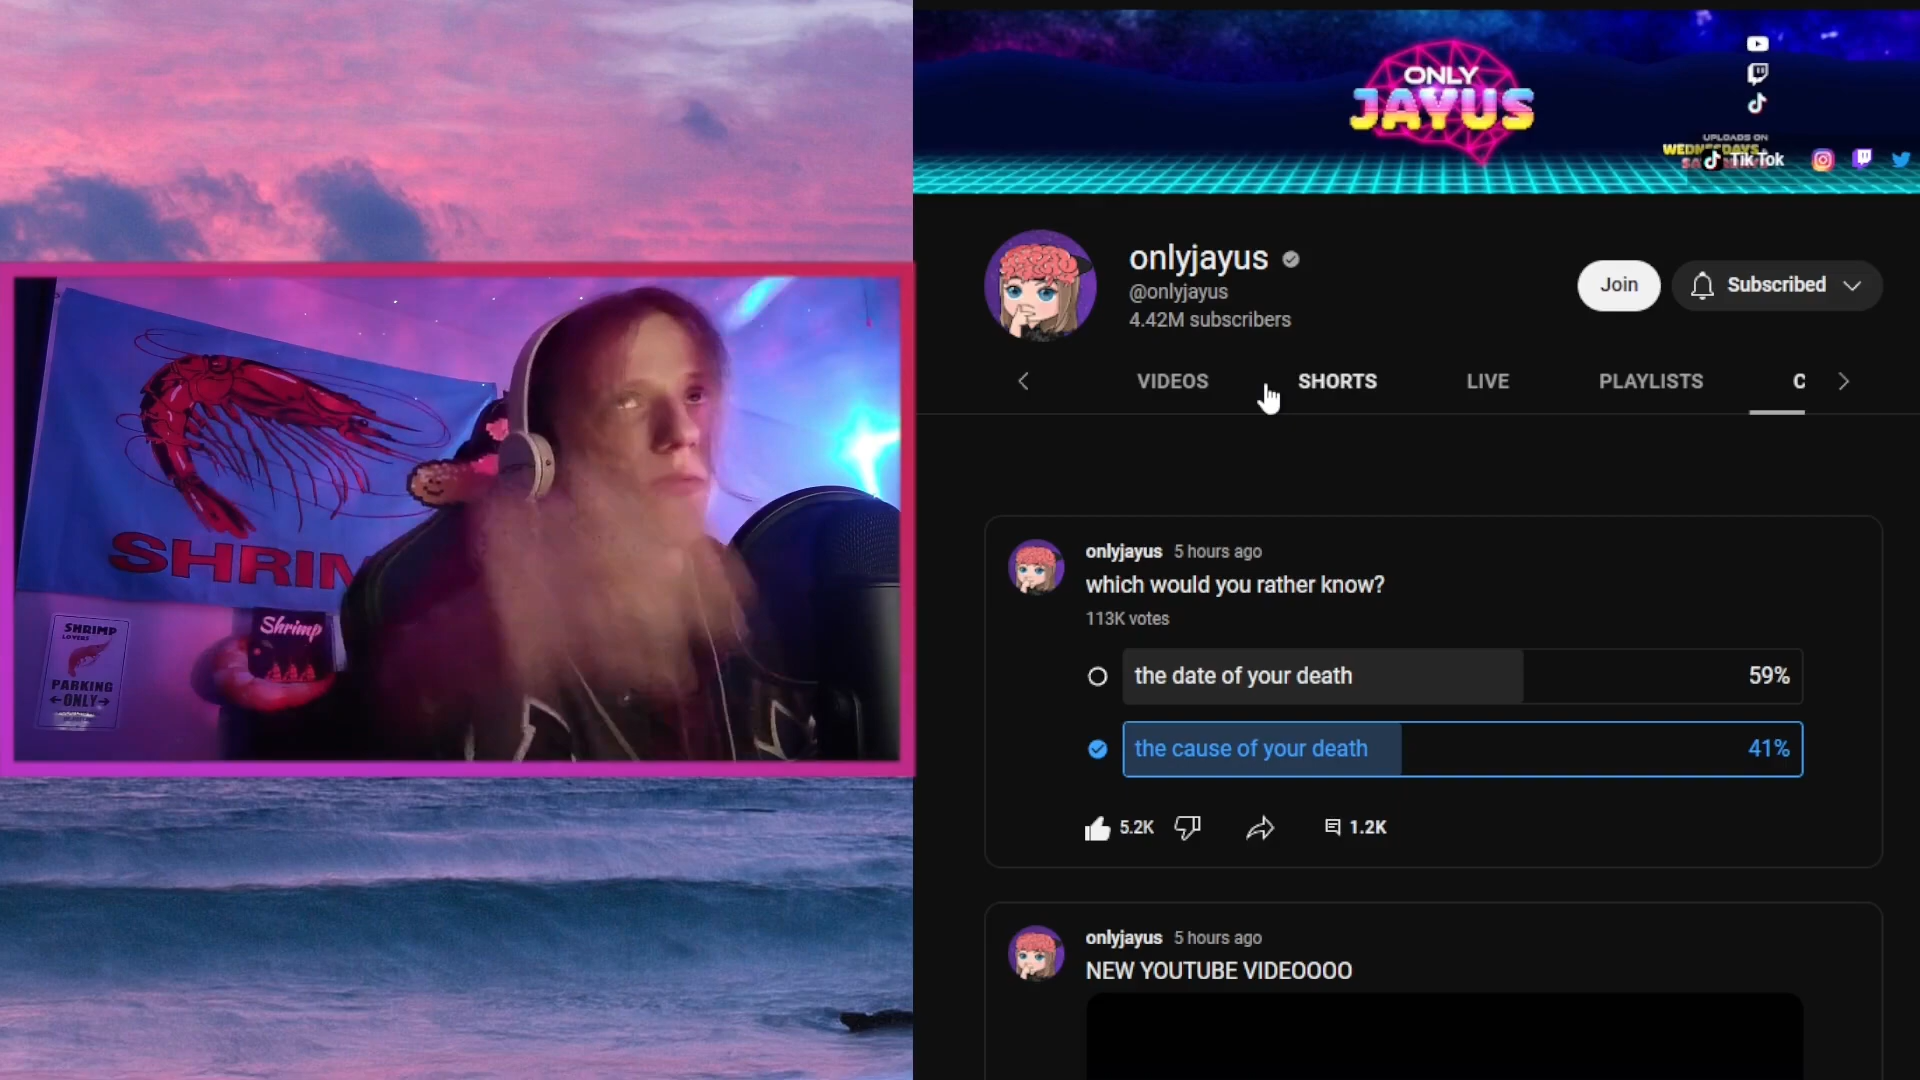 SHRIM
Shrimp
SHRIMP
LOVERS
PARKING
←ONLY→
ONLY
JAYUS
UPLOADS ON
WEDNESDAYS
TikTok
onlyjayus
@onlyjayus
4.42M subscribers
Join
Subscribed
VIDEOS SHORTS LIVE PLAYLISTS C
onlyjayus 5 hours ago
which would you rather know?
113K votes
the date of your death 59%
the cause of your death 41%
5.2K 1.2K
onlyjayus 5 hours ago
NEW YOUTUBE VIDEOOOO